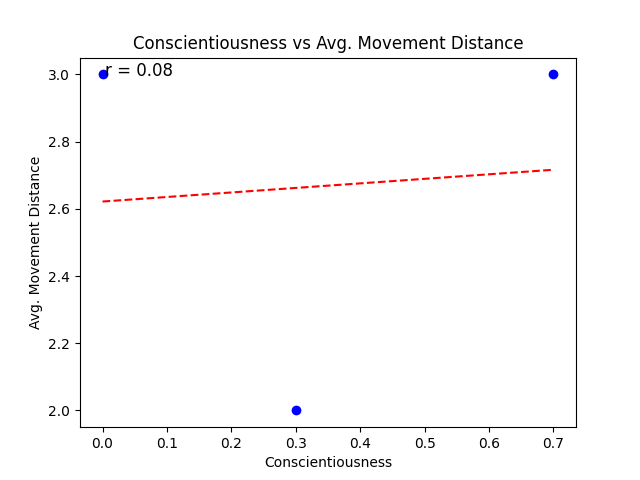 Conscientiousness vs Avg. Movement Distance
r = 0.08
3.0
2.8
2.6
2.4
2.2
2.0
Avg. Movement Distance
0.0 0.1 0.2 0.3 0.4 0.5 0.6 0.7
Conscientiousness